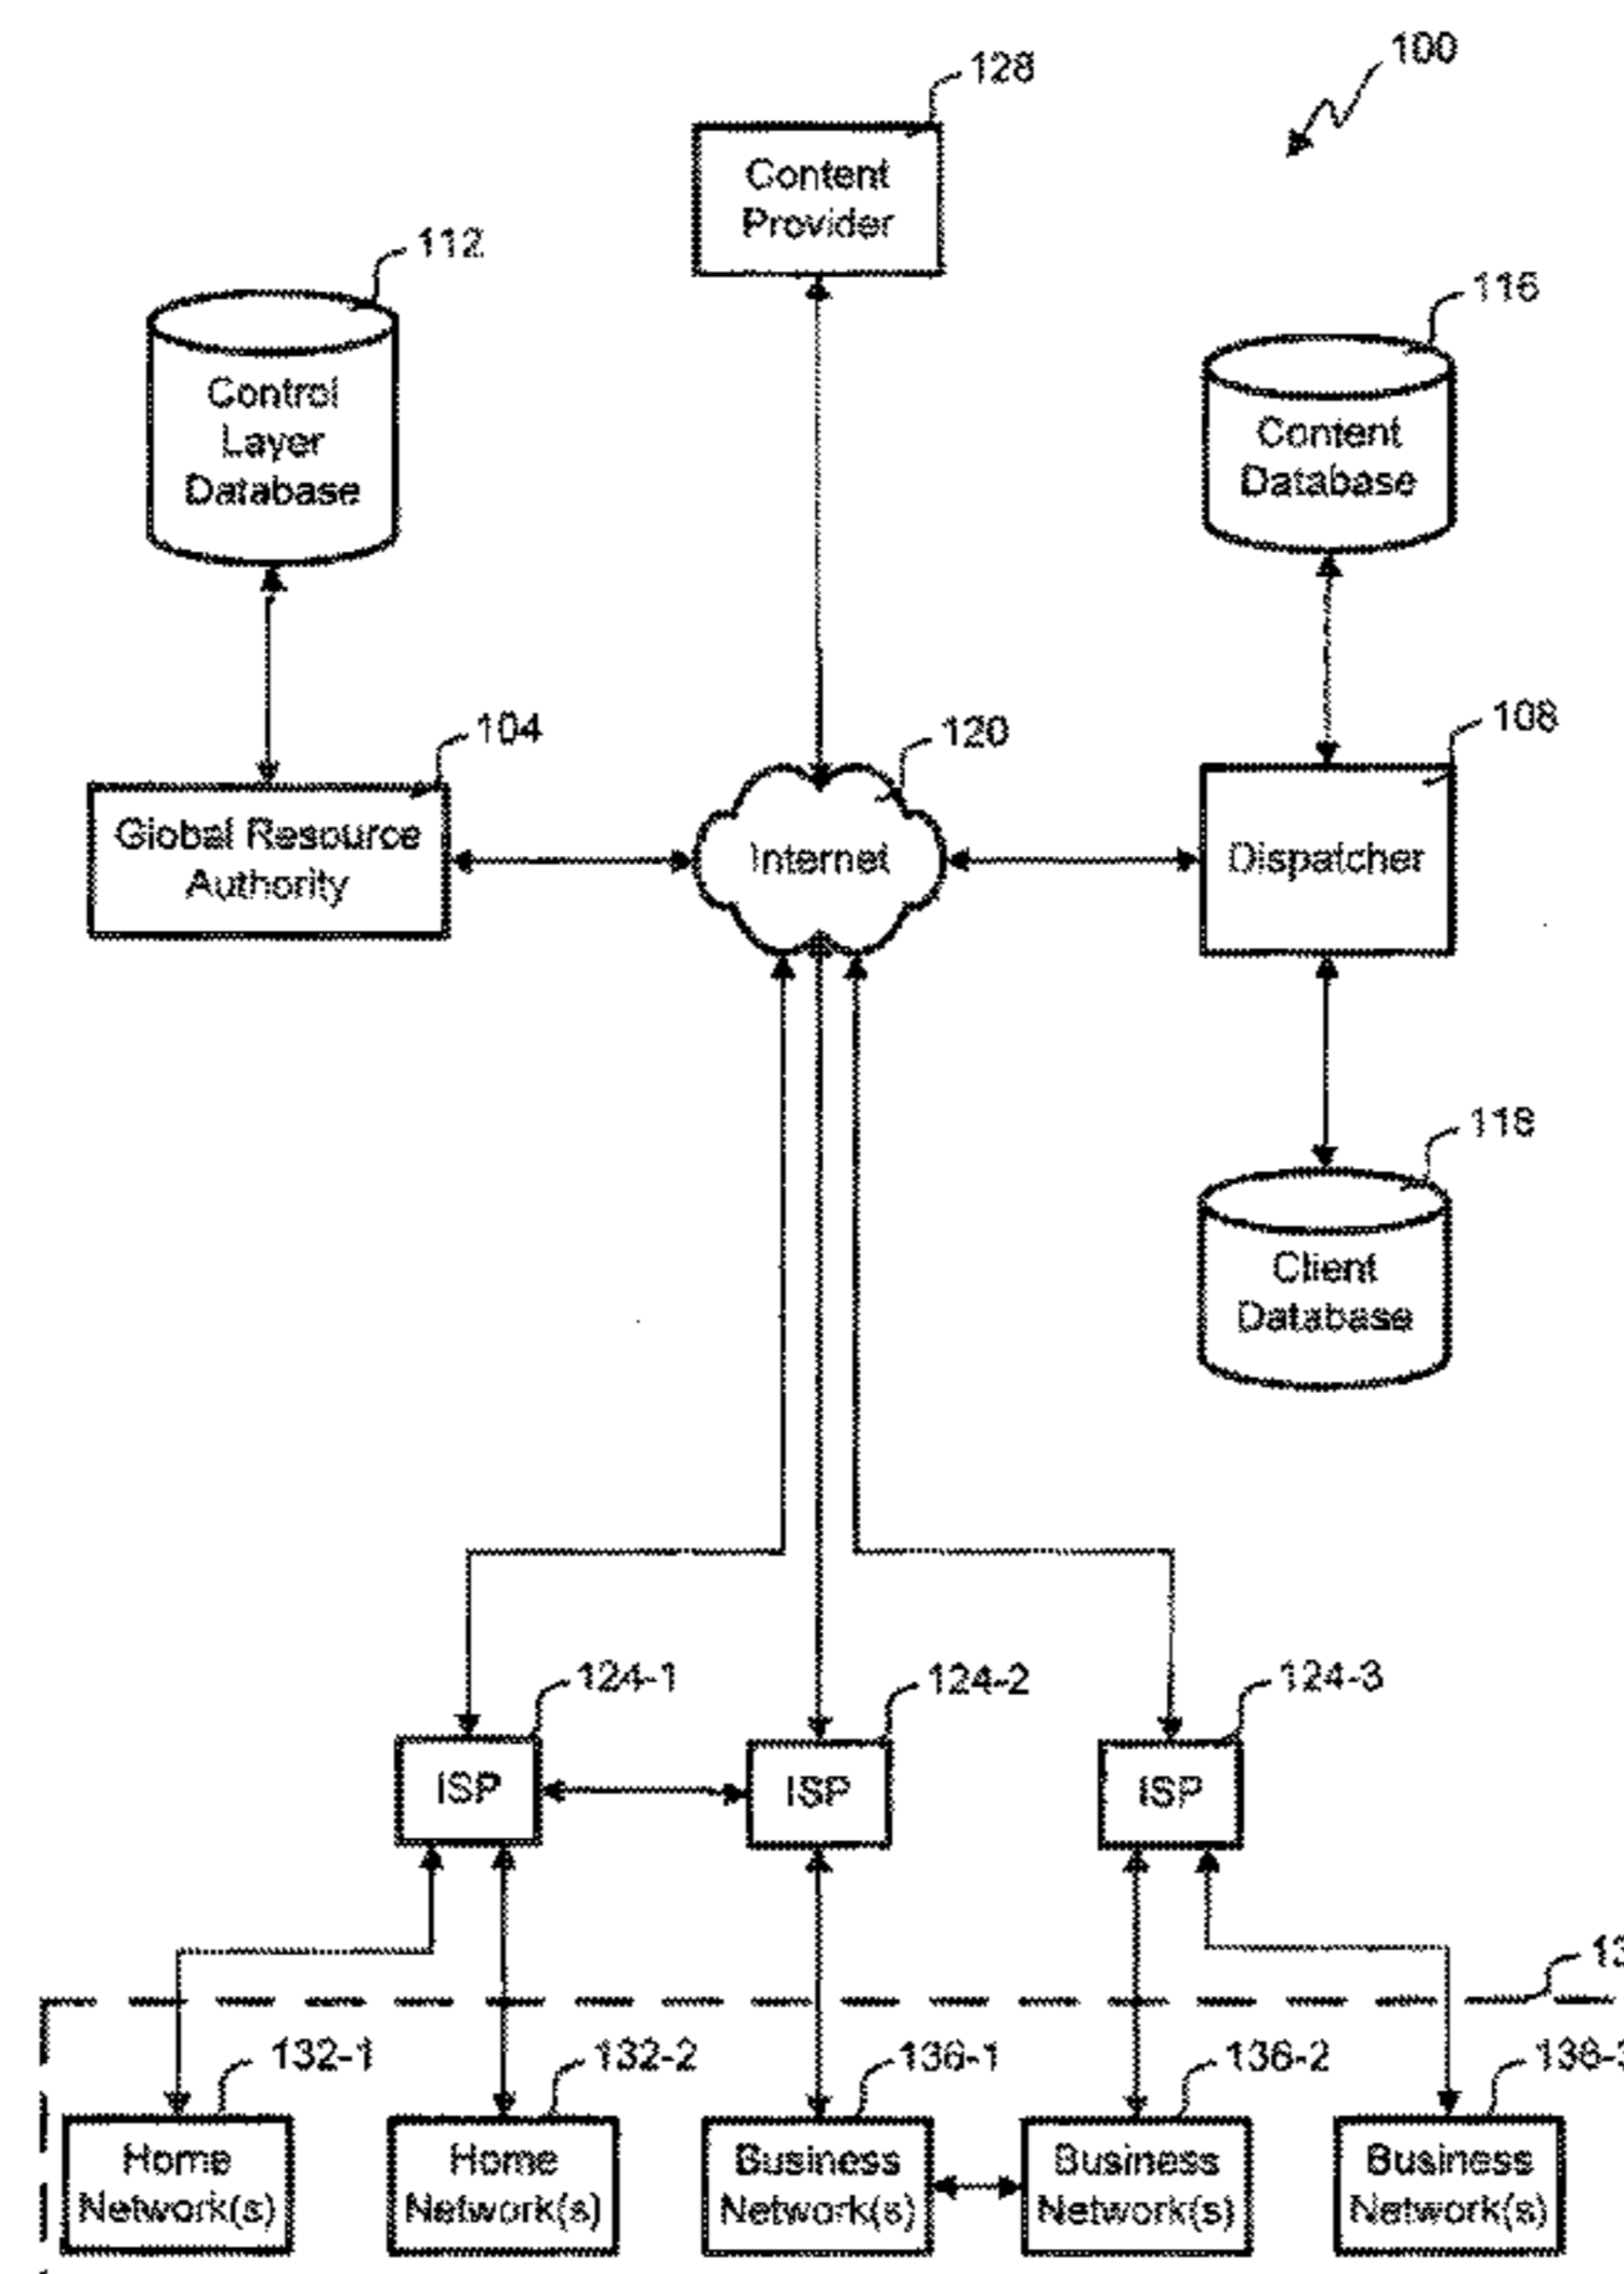 100
128
Content
Provider
112
Control
Layer
Database
116
Content
Database
104
Global Resource
Authority
120
Internet
108
Dispatcher
118
Client
Database
124-1
ISP
124-2
ISP
124-3
ISP
132-1
Home
Network(s)
132-2
Home
Network(s)
136-1
Business
Network(s)
136-2
Business
Network(s)
136-3
Business
Network(s)